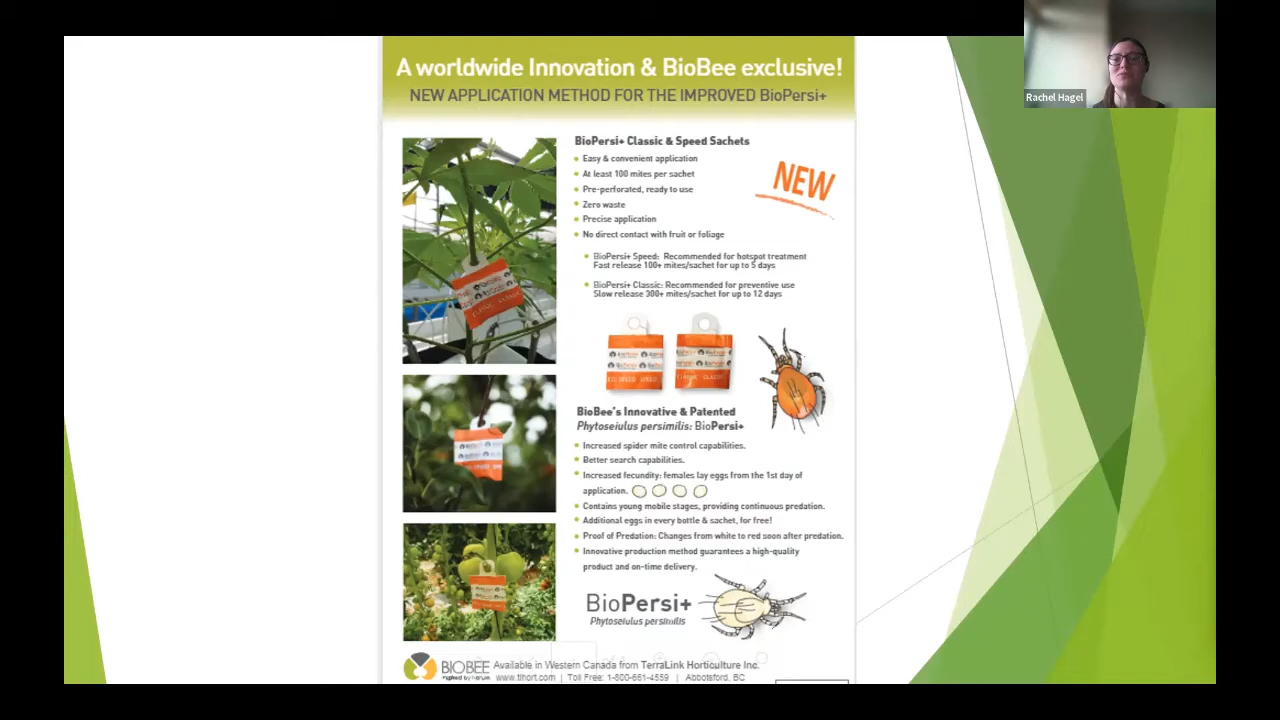 A worldwide Innovation & BioBee exclusive!
NEW APPLICATION METHOD FOR THE IMPROVED BioPersi+
Rachel Hagel
BioPersi+ Classic & Speed Sachets
• Easy & convenient application
• At least 100 mites per sachet
• Pre-perforated, ready to use
• Zero waste
• Precise application
• No direct contact with fruit or foliage
NEW
• BioPersi+ Speed: Recommended for hotspot treatment
Fast release 100+ mites/sachet for up to 5 days
• BioPersi+ Classic: Recommended for preventive use
Slow release 300+ mites/sachet for up to 12 days
BioBee's Innovative & Patented
Phytoseiulus persimilis: BioPersi+
• Increased spider mite control capabilities.
• Better search capabilities.
• Increased fecundity: females lay eggs from the 1st day of
application.
• Contains young mobile stages, providing continuous predation.
• Additional eggs in every bottle & sachet, for free!
• Proof of Predation: Changes from white to red soon after predation.
• Innovative production method guarantees a high-quality
product and on-time delivery.
BioPersi+
Phytoseiulus persimilis
BIOBEE
Available in Western Canada from TerraLink Horticulture Inc.
www.tlhort.com | Toll Free: 1-800-661-4559 | Abbotsford, BC